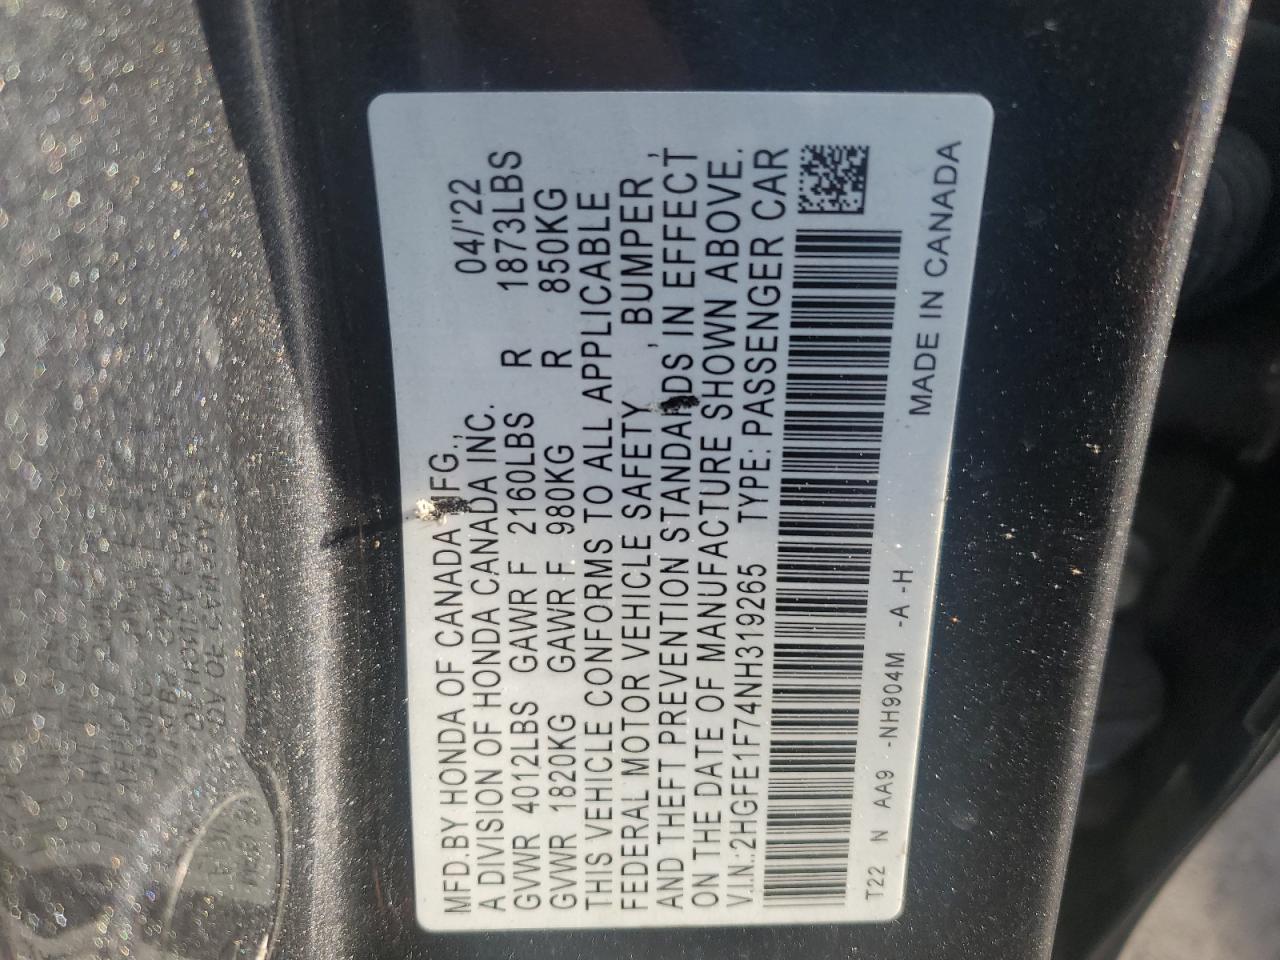 MFD.BY HONDA OF CANADA MFG., 04/'22
A DIVISION OF HONDA CANADA INC.
GVWR 4012LBS GAWR F 2160LBS R 1873LBS
GVWR 1820KG GAWR F 980KG R 850KG
THIS VEHICLE CONFORMS TO ALL APPLICABLE
FEDERAL MOTOR VEHICLE SAFETY , BUMPER ,
AND THEFT PREVENTION STANDARDS IN EFFECT
ON THE DATE OF MANUFACTURE SHOWN ABOVE.
V.I.N.:2HGFE1F74NH319265 TYPE: PASSENGER CAR
T22 N AA9 -NH904M -A -H
MADE IN CANADA